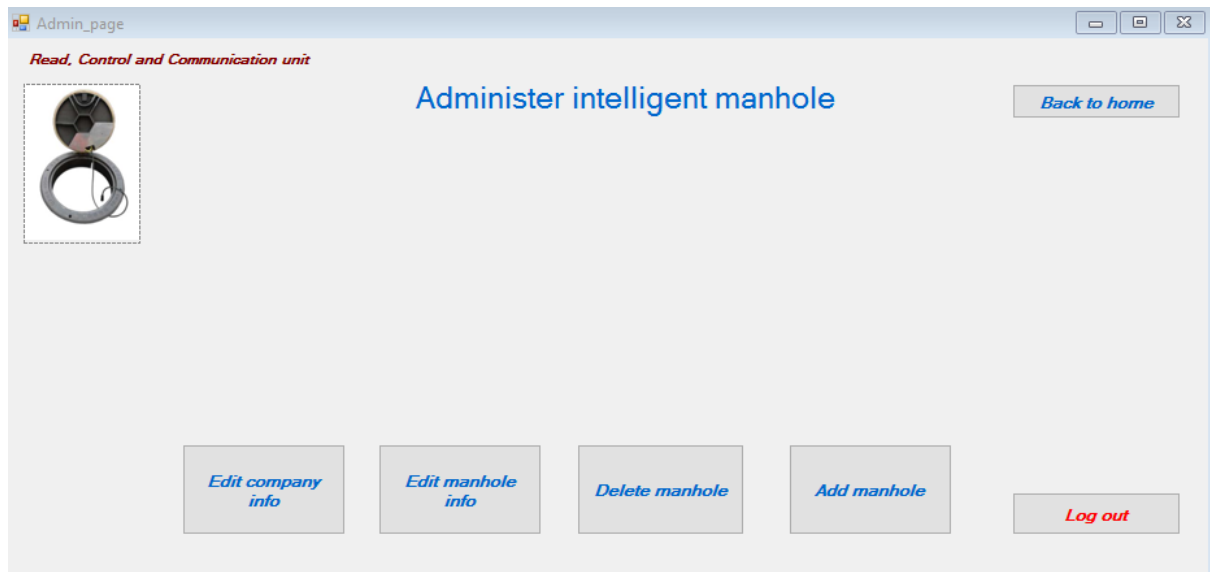 Admin_page
Read, Control and Communication unit
Administer intelligent manhole
Back to home
Edit company
info
Edit manhole
info
Delete manhole
Add manhole
Log out